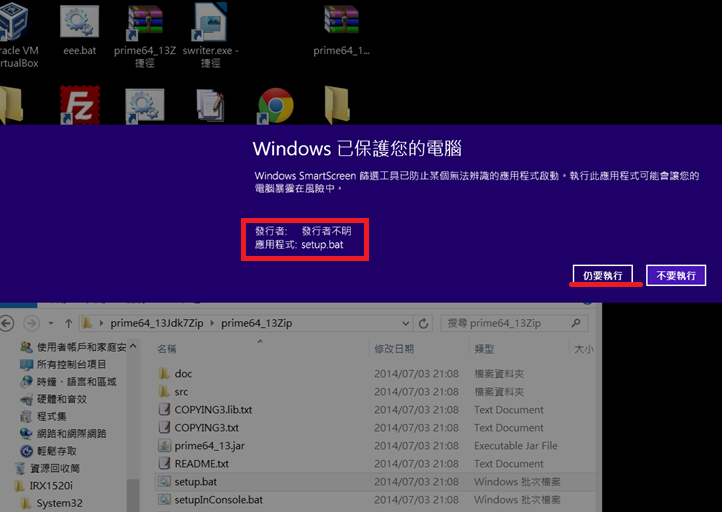 racle VM
irtualBox
eee.bat
prime64_13Z
捷徑
swriter.exe -
捷徑
prime64_1...
Windows 已保護您的電腦
Windows SmartScreen 篩選工具已防止某個無法辨識的應用程式啟動。執行此應用程式可能會讓您的
電腦暴露在風險中。
發行者: 發行者不明
應用程式: setup.bat
仍要執行
不要執行
prime64_13Jdk7Zip
prime64_13Zip
搜尋 prime64_13Zip
使用者帳戶和家庭安
所有控制台項目
時鐘、語言和區域
硬體和音效
程式集
網路和網際網路
輕鬆存取
資源回收筒
IRX1520i
System32
名稱 修改日期 類型 大小
doc 2014/07/03 21:08 檔案資料夾
src 2014/07/03 21:08 檔案資料夾
COPYING3.lib.txt 2014/07/03 21:08 Text Document
COPYING3.txt 2014/07/03 21:08 Text Document
prime64_13.jar 2014/07/03 21:08 Executable Jar File
README.txt 2014/07/03 21:08 Text Document
setup.bat 2014/07/03 21:08 Windows 批次檔案
setupInConsole.bat 2014/07/03 21:08 Windows 批次檔案